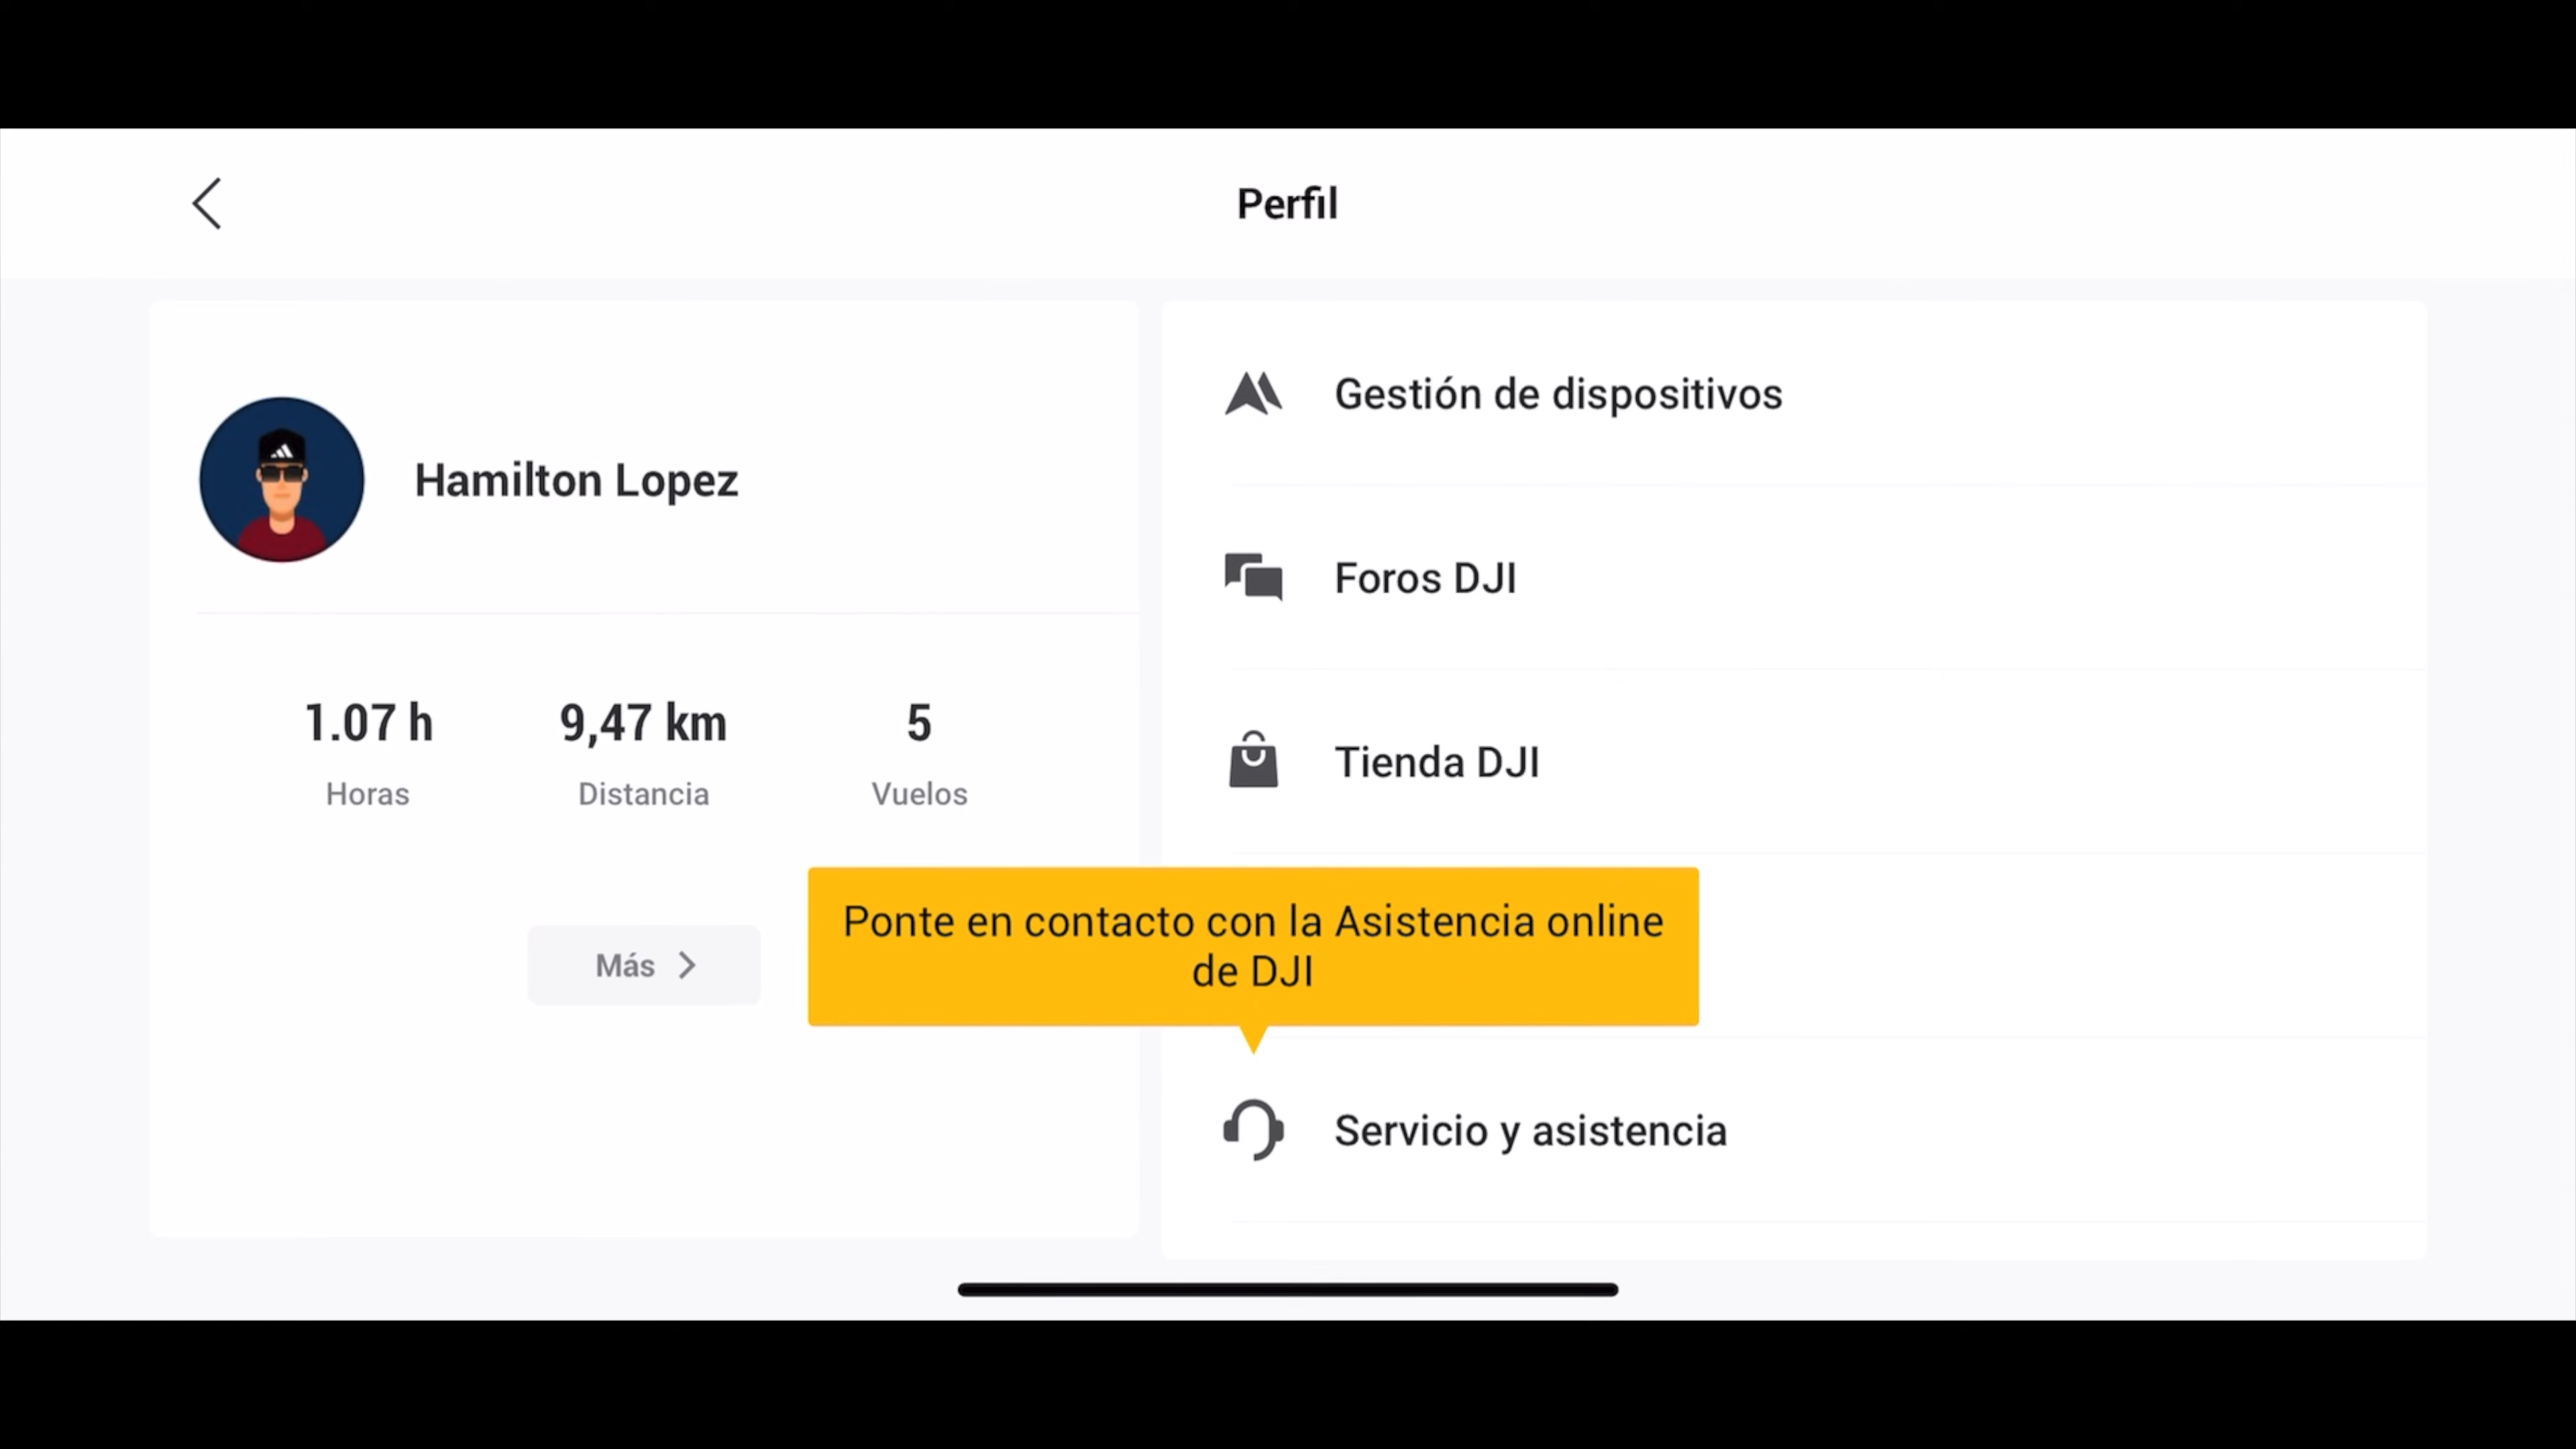 Perfil
Hamilton Lopez
1.07 h
Horas
9,47 km
Distancia
5
Vuelos
Más
Gestión de dispositivos
Foros DJI
Tienda DJI
Ponte en contacto con la Asistencia online
de DJI
Servicio y asistencia